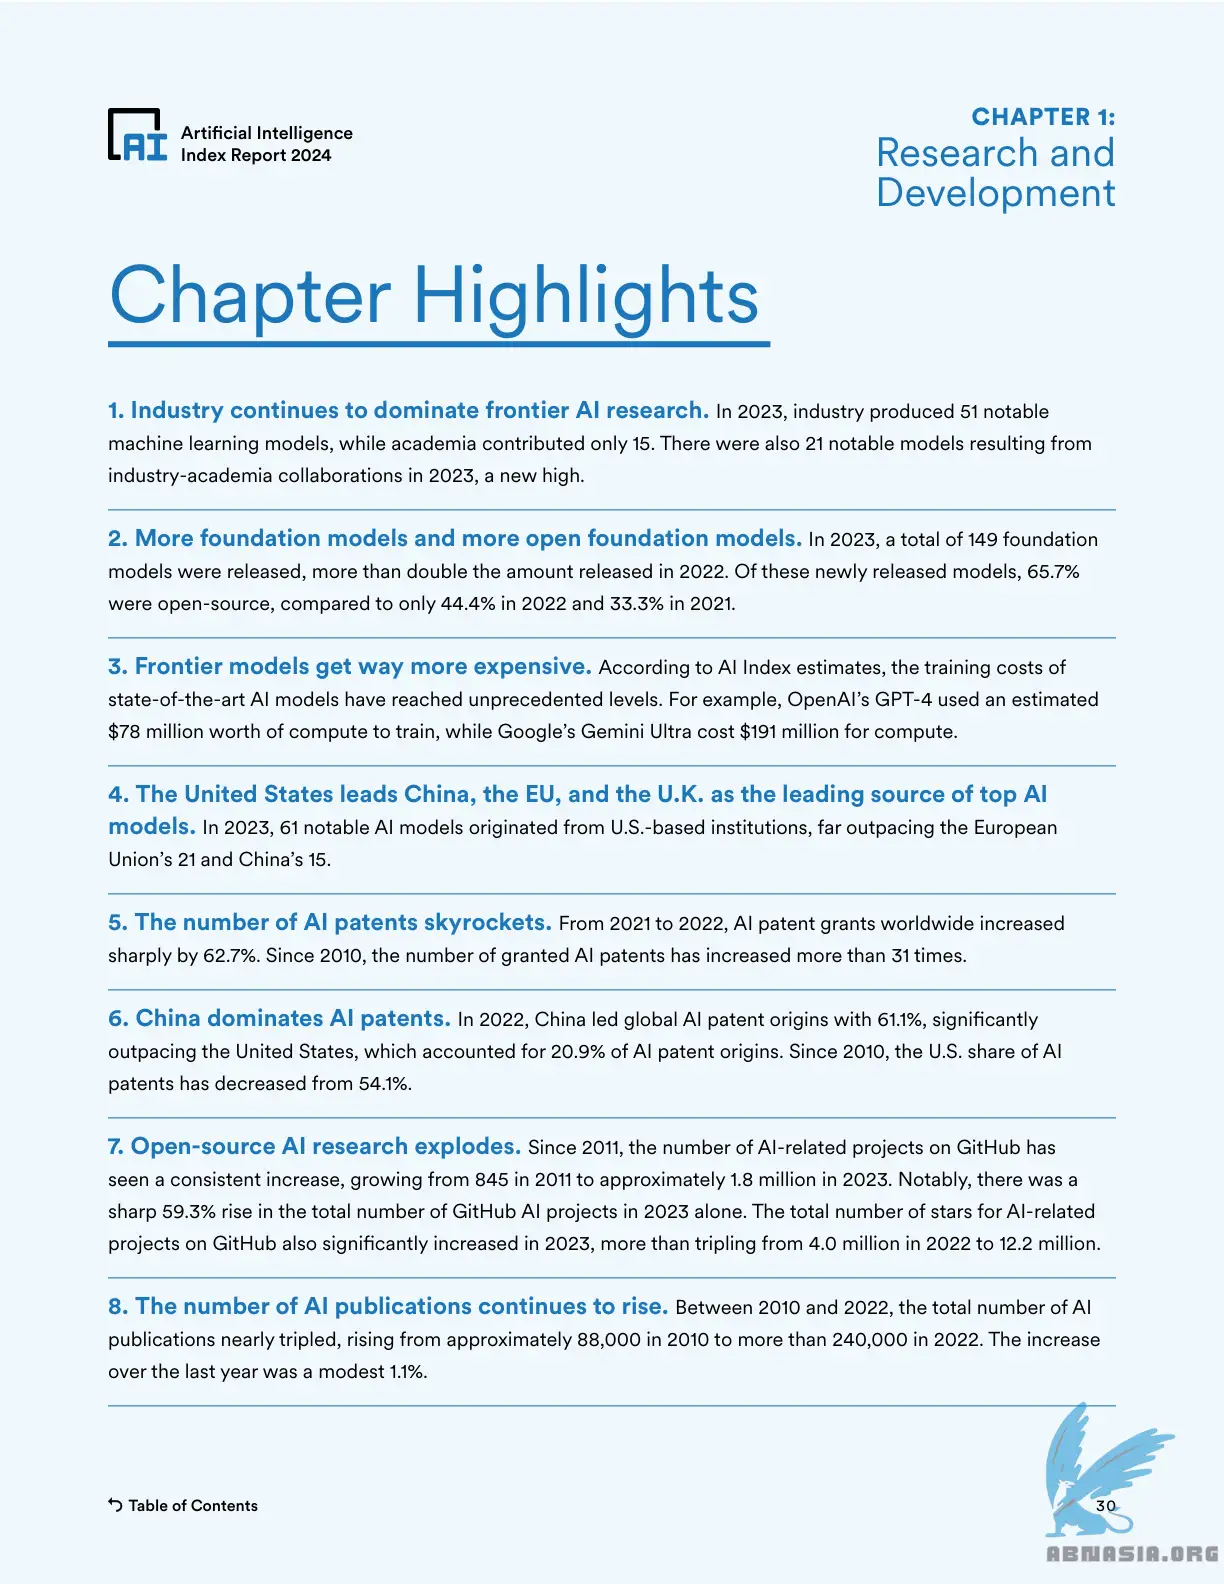 AI
Artificial Intelligence
Index Report 2024
CHAPTER 1:
Research and
Development
Chapter Highlights
1. Industry continues to dominate frontier AI research. In 2023, industry produced 51 notable
machine learning models, while academia contributed only 15. There were also 21 notable models resulting from
industry-academia collaborations in 2023, a new high.
2. More foundation models and more open foundation models. In 2023, a total of 149 foundation
models were released, more than double the amount released in 2022. Of these newly released models, 65.7%
were open-source, compared to only 44.4% in 2022 and 33.3% in 2021.
3. Frontier models get way more expensive. According to AI Index estimates, the training costs of
state-of-the-art AI models have reached unprecedented levels. For example, OpenAI’s GPT-4 used an estimated
$78 million worth of compute to train, while Google’s Gemini Ultra cost $191 million for compute.
4. The United States leads China, the EU, and the U.K. as the leading source of top AI
models. In 2023, 61 notable AI models originated from U.S.-based institutions, far outpacing the European
Union’s 21 and China’s 15.
5. The number of AI patents skyrockets. From 2021 to 2022, AI patent grants worldwide increased
sharply by 62.7%. Since 2010, the number of granted AI patents has increased more than 31 times.
6. China dominates AI patents. In 2022, China led global AI patent origins with 61.1%, significantly
outpacing the United States, which accounted for 20.9% of AI patent origins. Since 2010, the U.S. share of AI
patents has decreased from 54.1%.
7. Open-source AI research explodes. Since 2011, the number of AI-related projects on GitHub has
seen a consistent increase, growing from 845 in 2011 to approximately 1.8 million in 2023. Notably, there was a
sharp 59.3% rise in the total number of GitHub AI projects in 2023 alone. The total number of stars for AI-related
projects on GitHub also significantly increased in 2023, more than tripling from 4.0 million in 2022 to 12.2 million.
8. The number of AI publications continues to rise. Between 2010 and 2022, the total number of AI
publications nearly tripled, rising from approximately 88,000 in 2010 to more than 240,000 in 2022. The increase
over the last year was a modest 1.1%.
Table of Contents
30
ABNASIA.ORG